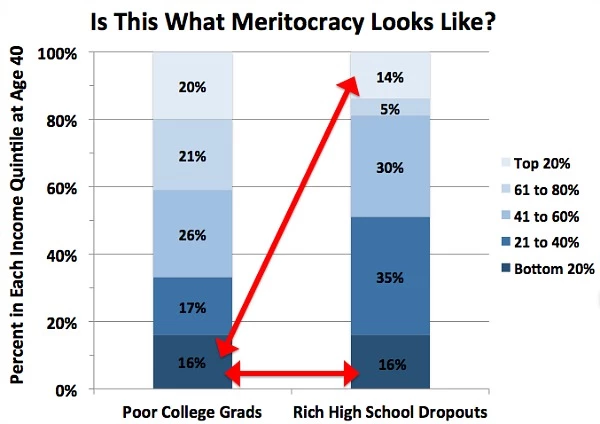 Is This What Meritocracy Looks Like?
Percent in Each Income Quintile at Age 40
100%
80%
60%
40%
20%
0%
20%
21%
26%
17%
16%
14%
5%
30%
35%
16%
Top 20%
61 to 80%
41 to 60%
21 to 40%
Bottom 20%
Poor College Grads
Rich High School Dropouts